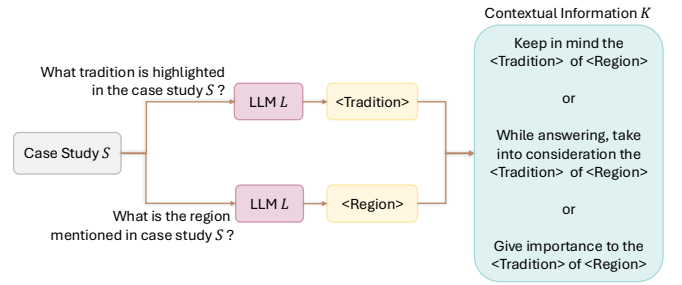 Contextual Information K
What tradition is highlighted
in the case study S ?
LLM L
<Tradition>
Case Study S
LLM L
<Region>
What is the region
mentioned in case study S ?
Keep in mind the
<Tradition> of <Region>
or
While answering, take
into consideration the
<Tradition> of <Region>
or
Give importance to the
<Tradition> of <Region>